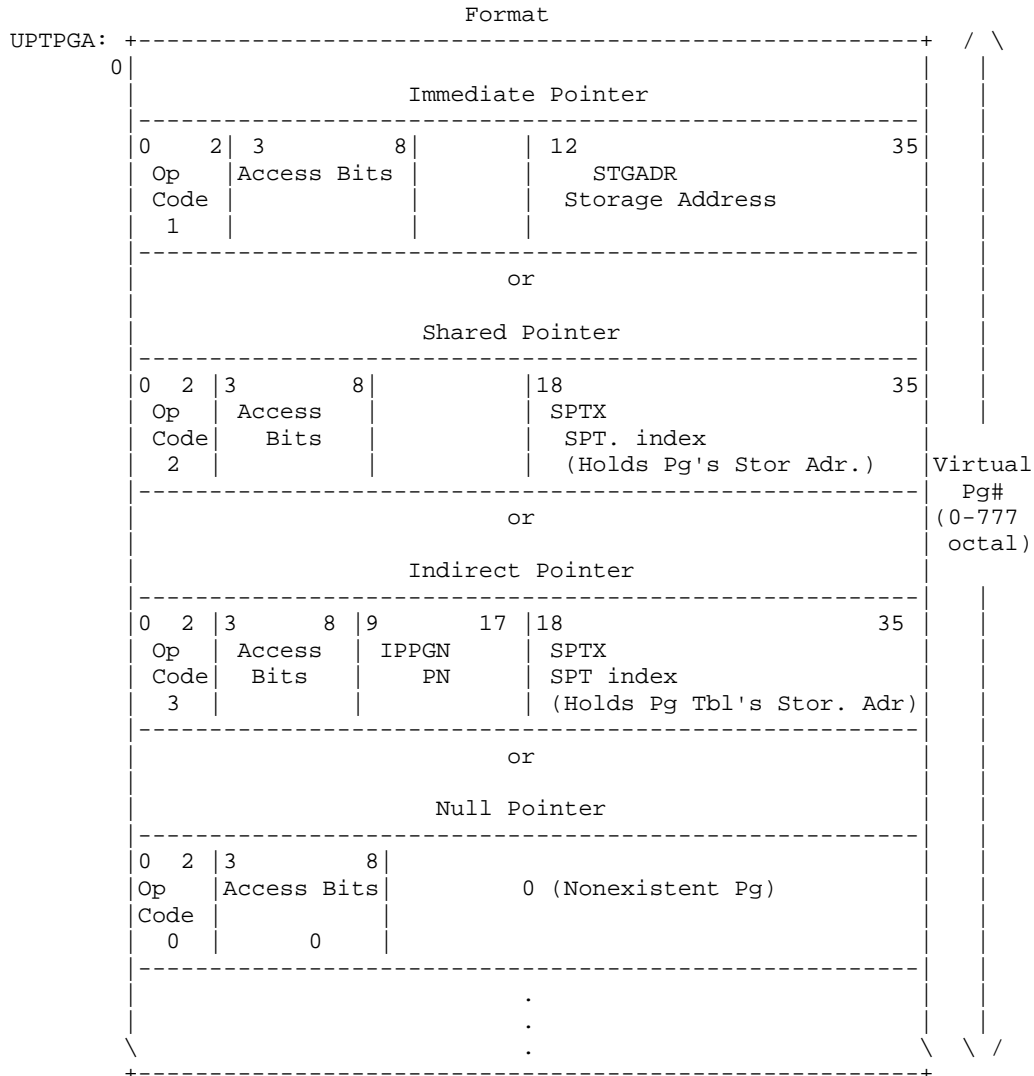 Format
UPTPGA:
0
Immediate Pointer
0 2 3 8 12 35
Op Access Bits STGADR
Code Storage Address
1
or
Shared Pointer
0 2 3 8 18 35
Op Access SPTX
Code Bits SPT. index
2 (Holds Pg's Stor Adr.) Virtual
Pg#
or (0-777
octal)
Indirect Pointer
0 2 3 8 9 17 18 35
Op Access IPPGN SPTX
Code Bits PN SPT index
3 (Holds Pg Tbl's Stor. Adr)
or
Null Pointer
0 2 3 8
Op Access Bits 0 (Nonexistent Pg)
Code
0 0
.
.
.